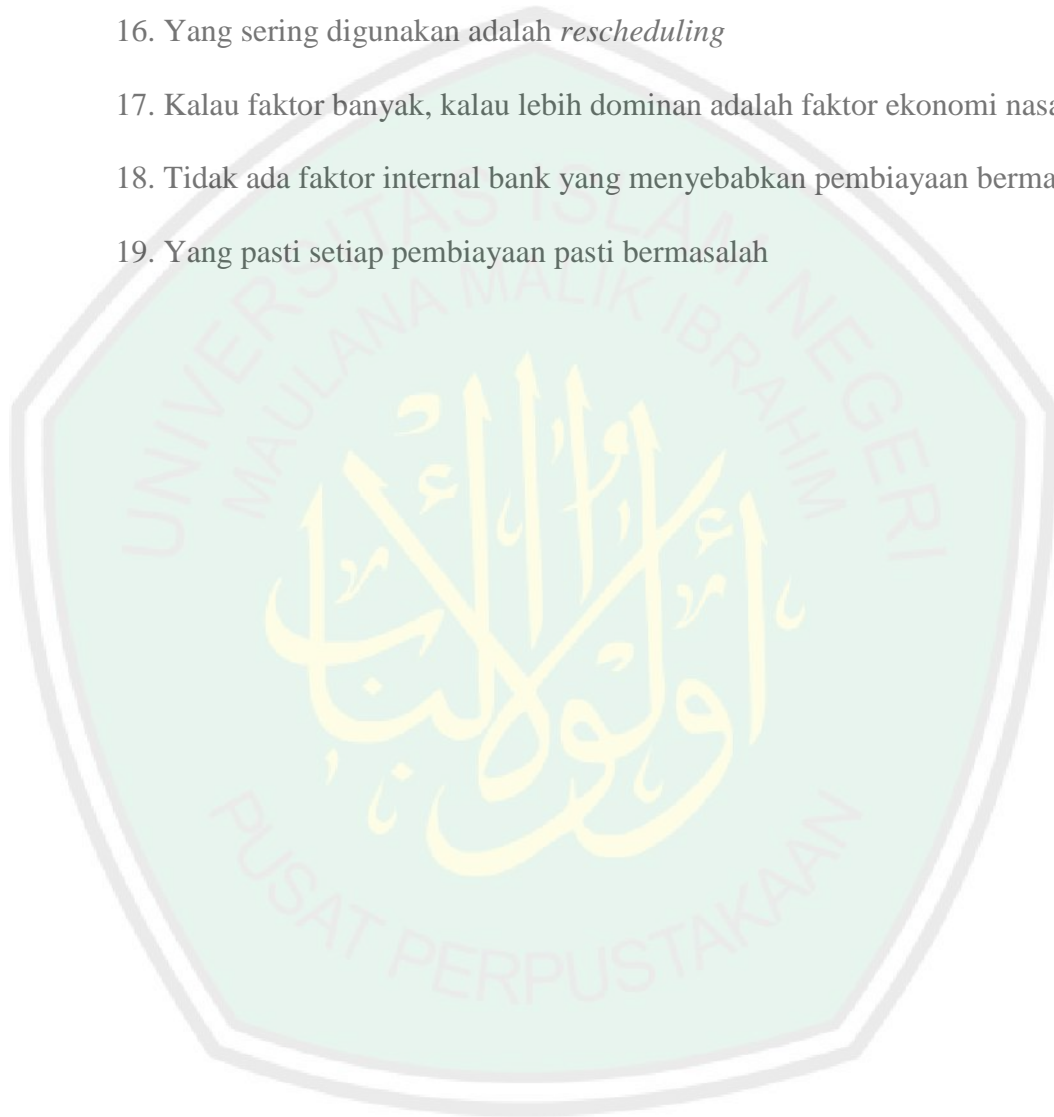 16. Yang sering digunakan adalah rescheduling
17. Kalau faktor banyak, kalau lebih dominan adalah faktor ekonomi
18. Tidak ada faktor internal bank yang menyebabkan pembiayaan
19. Yang pasti setiap pembiayaan pasti bermasalah
UNIVERSITAS ISLAM NEGERI
MAULANA MALIK IBRAHIM
أولو الألباب
PUSAT PERPUSTAKAAN